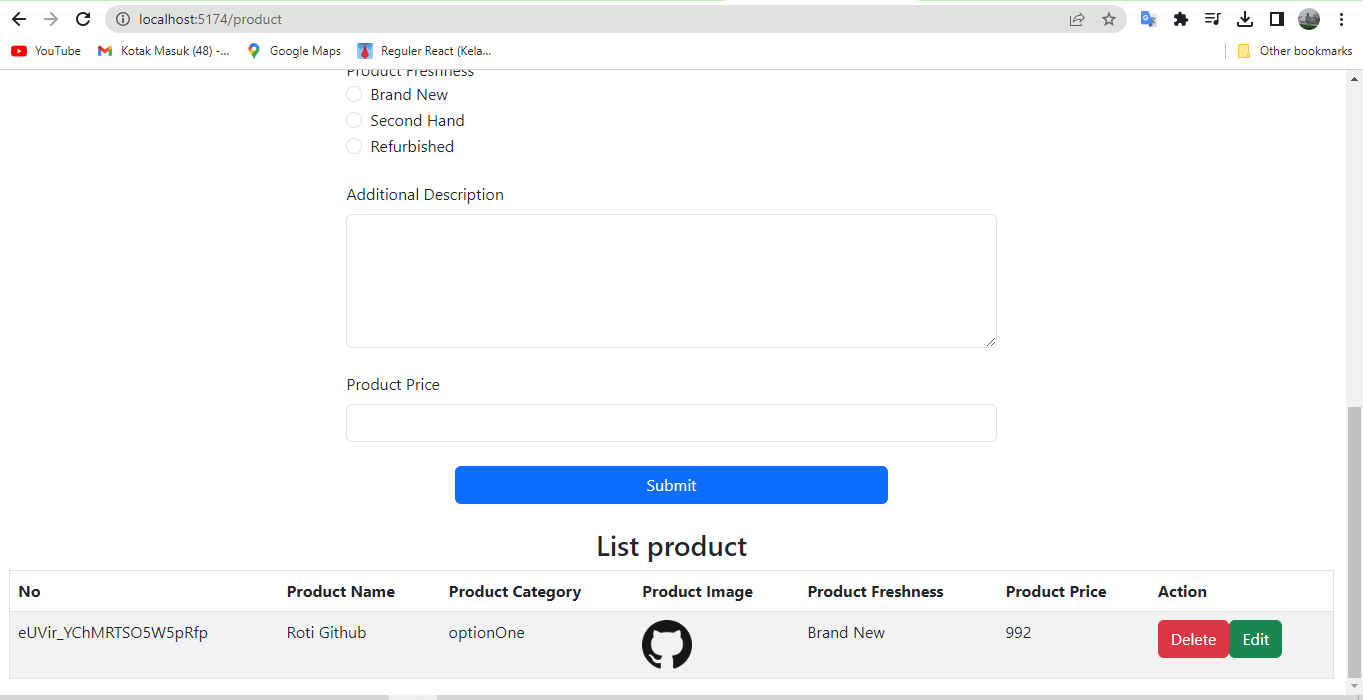 localhost:5174/product
YouTube
Kotak Masuk (48) -...
Google Maps
Reguler React (Kela...
Other bookmarks
Product Freshness
Brand New
Second Hand
Refurbished
Additional Description
Product Price
Submit
List product
No Product Name Product Category Product Image Product Freshness Product Price Action
eUVir_YChMRTSO5W5pRfp Roti Github optionOne Brand New 992 Delete Edit